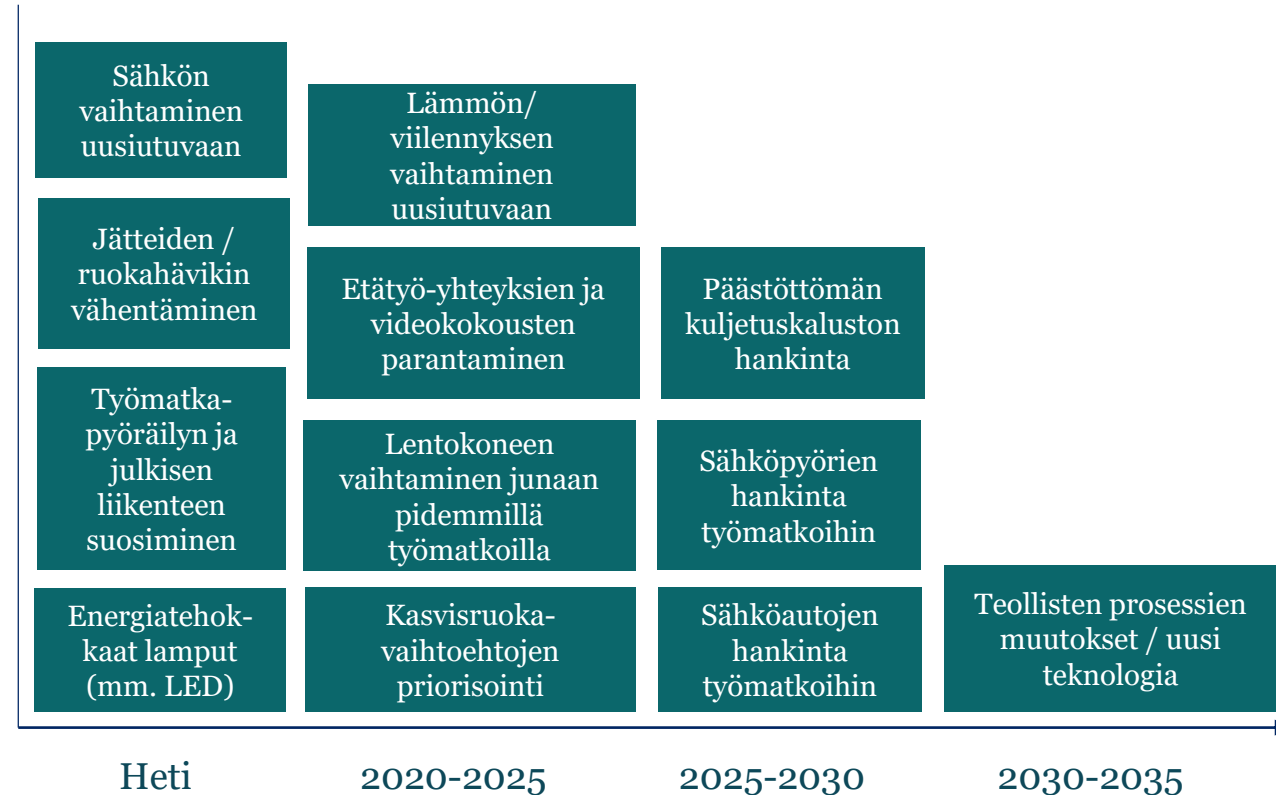 Sähkön
vaihtaminen
uusiutuvaan
Jätteiden /
ruokahävikin
vähentäminen
Työmatka-
pyöräilyn ja
julkisen
liikenteen
suosiminen
Energiatehok-
kaat lamput
(mm. LED)
Lämmön/
viilennyksen
vaihtaminen
uusiutuvaan
Etätyö-yhteyksien ja
videokokousten
parantaminen
Lentokoneen
vaihtaminen junaan
pidemmillä
työmatkoilla
Kasvisruoka-
vaihtoehtojen
priorisointi
Päästöttömän
kuljetuskaluston
hankinta
Sähköpyörien
hankinta
työmatkoihin
Sähköautojen
hankinta
työmatkoihin
Teollisten prosessien
muutokset / uusi
teknologia
Heti
2020-2025
2025-2030
2030-2035